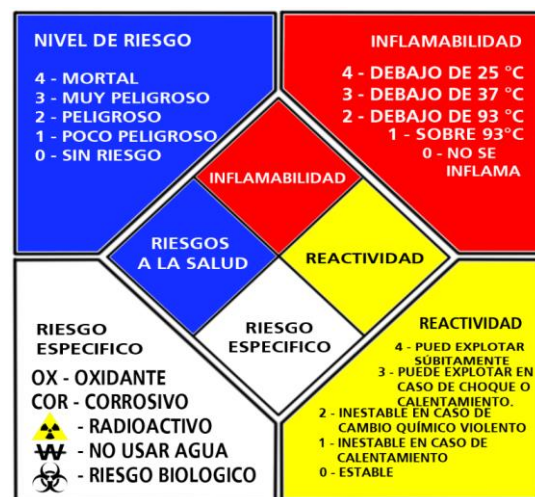 NIVEL DE RIESGO
4 - MORTAL
3 - MUY PELIGROSO
2 - PELIGROSO
1 - POCO PELIGROSO
0 - SIN RIESGO
INFLAMABILIDAD
4 - DEBAJO DE 25 °C
3 - DEBAJO DE 37 °C
2 - DEBAJO DE 93 °C
1 - SOBRE 93°C
0 - NO SE
INFLAMA
INFLAMABILIDAD
RIESGOS
A LA SALUD
REACTIVIDAD
RIESGO
ESPECIFICO
RIESGO
ESPECIFICO
OX - OXIDANTE
COR - CORROSIVO
- RADIOACTIVO
W - NO USAR AGUA
- RIESGO BIOLOGICO
REACTIVIDAD
4 - PUED EXPLOTAR
SÚBITAMENTE
3 - PUEDE EXPLOTAR EN
CASO DE CHOQUE O
CALENTAMIENTO.
2 - INESTABLE EN CASO DE
CAMBIO QUÍMICO VIOLENTO
1 - INESTABLE EN CASO DE
CALENTAMIENTO
0 - ESTABLE